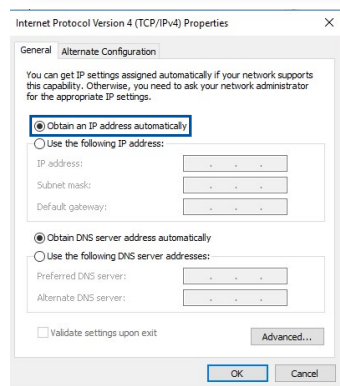 Internet Protocol Version 4 (TCP/IPv4) Properties
General Alternate Configuration
You can get IP settings assigned automatically if your network supports
this capability. Otherwise, you need to ask your network administrator
for the appropriate IP settings.
Obtain an IP address automatically
Use the following IP address:
IP address:
Subnet mask:
Default gateway:
Obtain DNS server address automatically
Use the following DNS server addresses:
Preferred DNS server:
Alternate DNS server:
Validate settings upon exit
Advanced...
OK Cancel